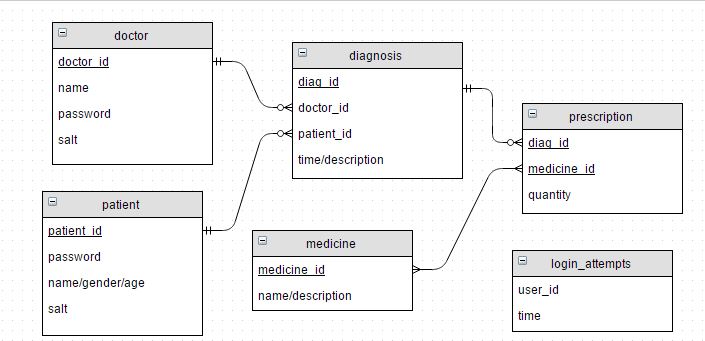 doctor
doctor_id
name
password
salt
diagnosis
diag_id
doctor_id
patient_id
time/description
prescription
diag_id
medicine_id
quantity
patient
patient_id
password
name/gender/age
salt
medicine
medicine_id
name/description
login_attempts
user_id
time